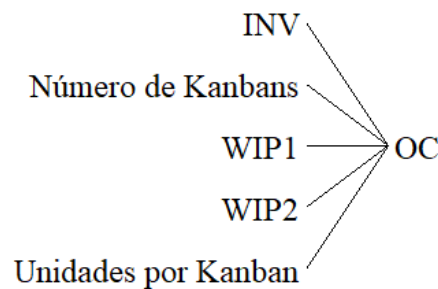 INV
Número de Kanbans
WIP1
OC
WIP2
Unidades por Kanban